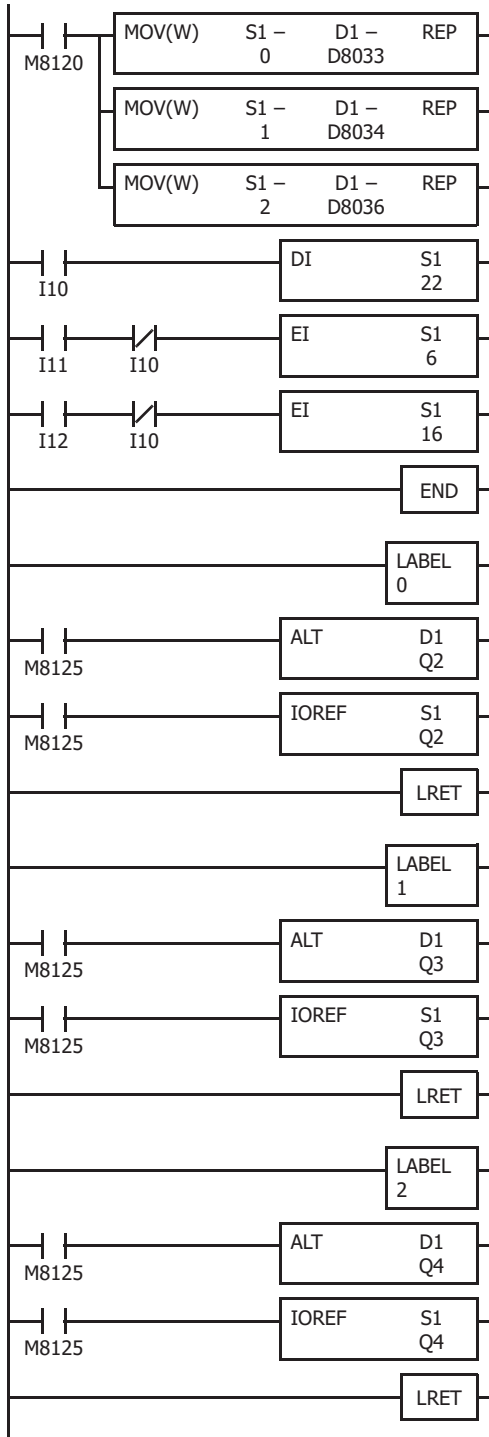 MOV(W) S1 – D1 – REP
M8120 0 D8033
MOV(W) S1 – D1 – REP
1 D8034
MOV(W) S1 – D1 – REP
2 D8036
DI S1
I10 22
EI S1
I11 I10 6
EI S1
I12 I10 16
END
LABEL
0
ALT D1
M8125 Q2
IOREF S1
M8125 Q2
LRET
LABEL
1
ALT D1
M8125 Q3
IOREF S1
M8125 Q3
LRET
LABEL
2
ALT D1
M8125 Q4
IOREF S1
M8125 Q4
LRET